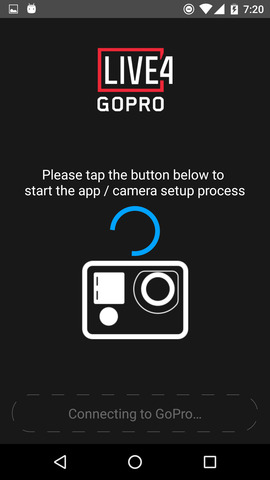 7:20
LIVE4
GOPRO
Please tap the button below to
start the app / camera setup process
Connecting to GoPro...